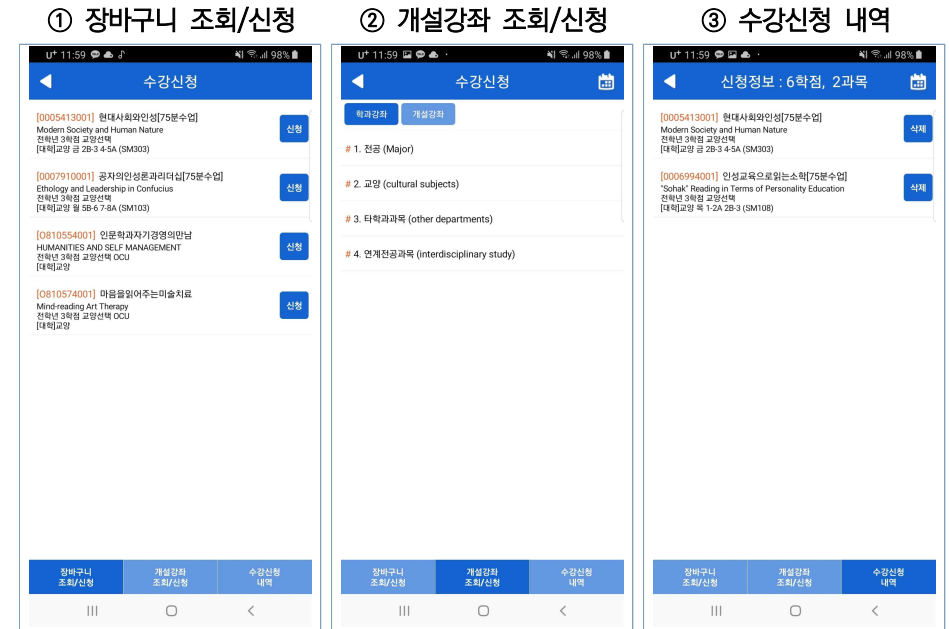 ① 장바구니 조회/신청
U+ 11:59 98%
수강신청
[0005413001] 현대사회와인성[75분수업]
Modern Society and Human Nature
전학년 3학점 교양선택
[대학]교양 금 2B-3 4-5A (SM303)
신청
[0007910001] 공자의인성론과리더십[75분수업]
Ethology and Leadership in Confucius
전학년 3학점 교양선택
[대학]교양 월 5B-6 7-8A (SM103)
신청
[O810554001] 인문학과자기경영의만남
HUMANITIES AND SELF MANAGEMENT
전학년 3학점 교양선택 OCU
[대학]교양
신청
[O810574001] 마음을읽어주는미술치료
Mind-reading Art Therapy
전학년 3학점 교양선택 OCU
[대학]교양
신청
장바구니
조회/신청
개설강좌
조회/신청
수강신청
내역
② 개설강좌 조회/신청
U+ 11:59 98%
수강신청
학과강좌 개설강좌
# 1. 전공 (Major)
# 2. 교양 (cultural subjects)
# 3. 타학과과목 (other departments)
# 4. 연계전공과목 (interdisciplinary study)
장바구니
조회/신청
개설강좌
조회/신청
수강신청
내역
③ 수강신청 내역
U+ 11:59 98%
신청정보 : 6학점, 2과목
[0005413001] 현대사회와인성[75분수업]
Modern Society and Human Nature
전학년 3학점 교양선택
[대학]교양 금 2B-3 4-5A (SM303)
삭제
[0006994001] 인성교육으로읽는소학[75분수업]
"Sohak" Reading in Terms of Personality Education
전학년 3학점 교양선택
[대학]교양 목 1-2A 2B-3 (SM108)
삭제
장바구니
조회/신청
개설강좌
조회/신청
수강신청
내역